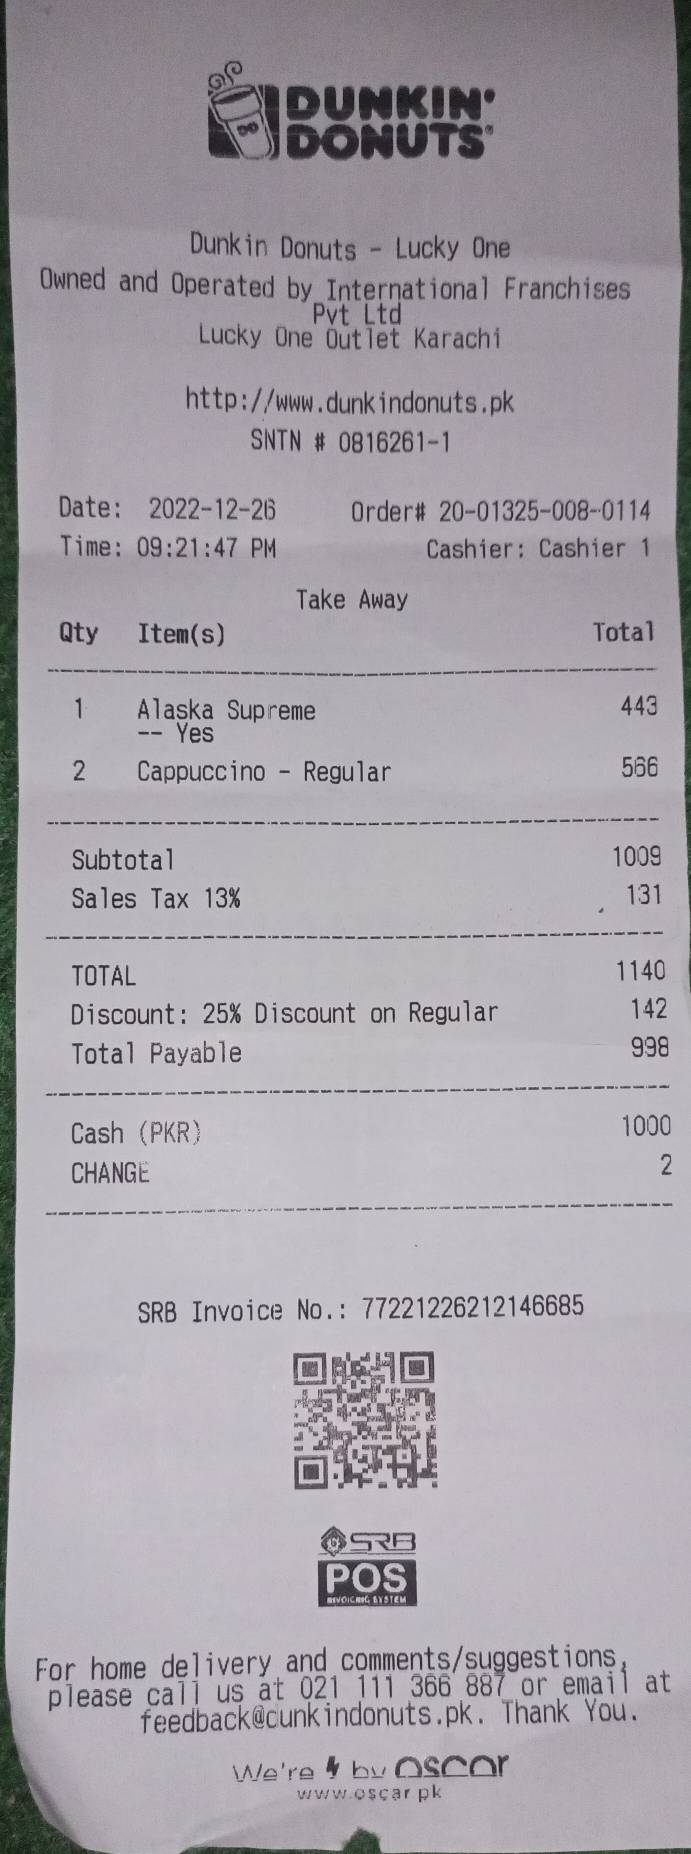 DUNKIN'
DONUTS
Dunkin Donuts - Lucky One
Owned and Operated by International Franchises
Pvt Ltd
Lucky One Outlet Karachi
http://www.dunkindonuts.pk
SNTN # 0816261-1
Date: 2022-12-26 Order# 20-01325-008-0114
Time: 09:21:47 PM Cashier: Cashier 1
Take Away
Qty Item(s) Total
1 Alaska Supreme 443
-- Yes
2 Cappuccino - Regular 566
Subtotal 1009
Sales Tax 13% 131
TOTAL 1140
Discount: 25% Discount on Regular 142
Total Payable 998
Cash (PKR) 1000
CHANGE 2
SRB Invoice No.: 77221226212146685
SRB
POS
INVOICING SYSTEM
For home delivery and comments/suggestions,
please call us at 021 111 366 887 or email at
feedback@dunkindonuts.pk. Thank You.
We're by oscar
www.oscar.pk